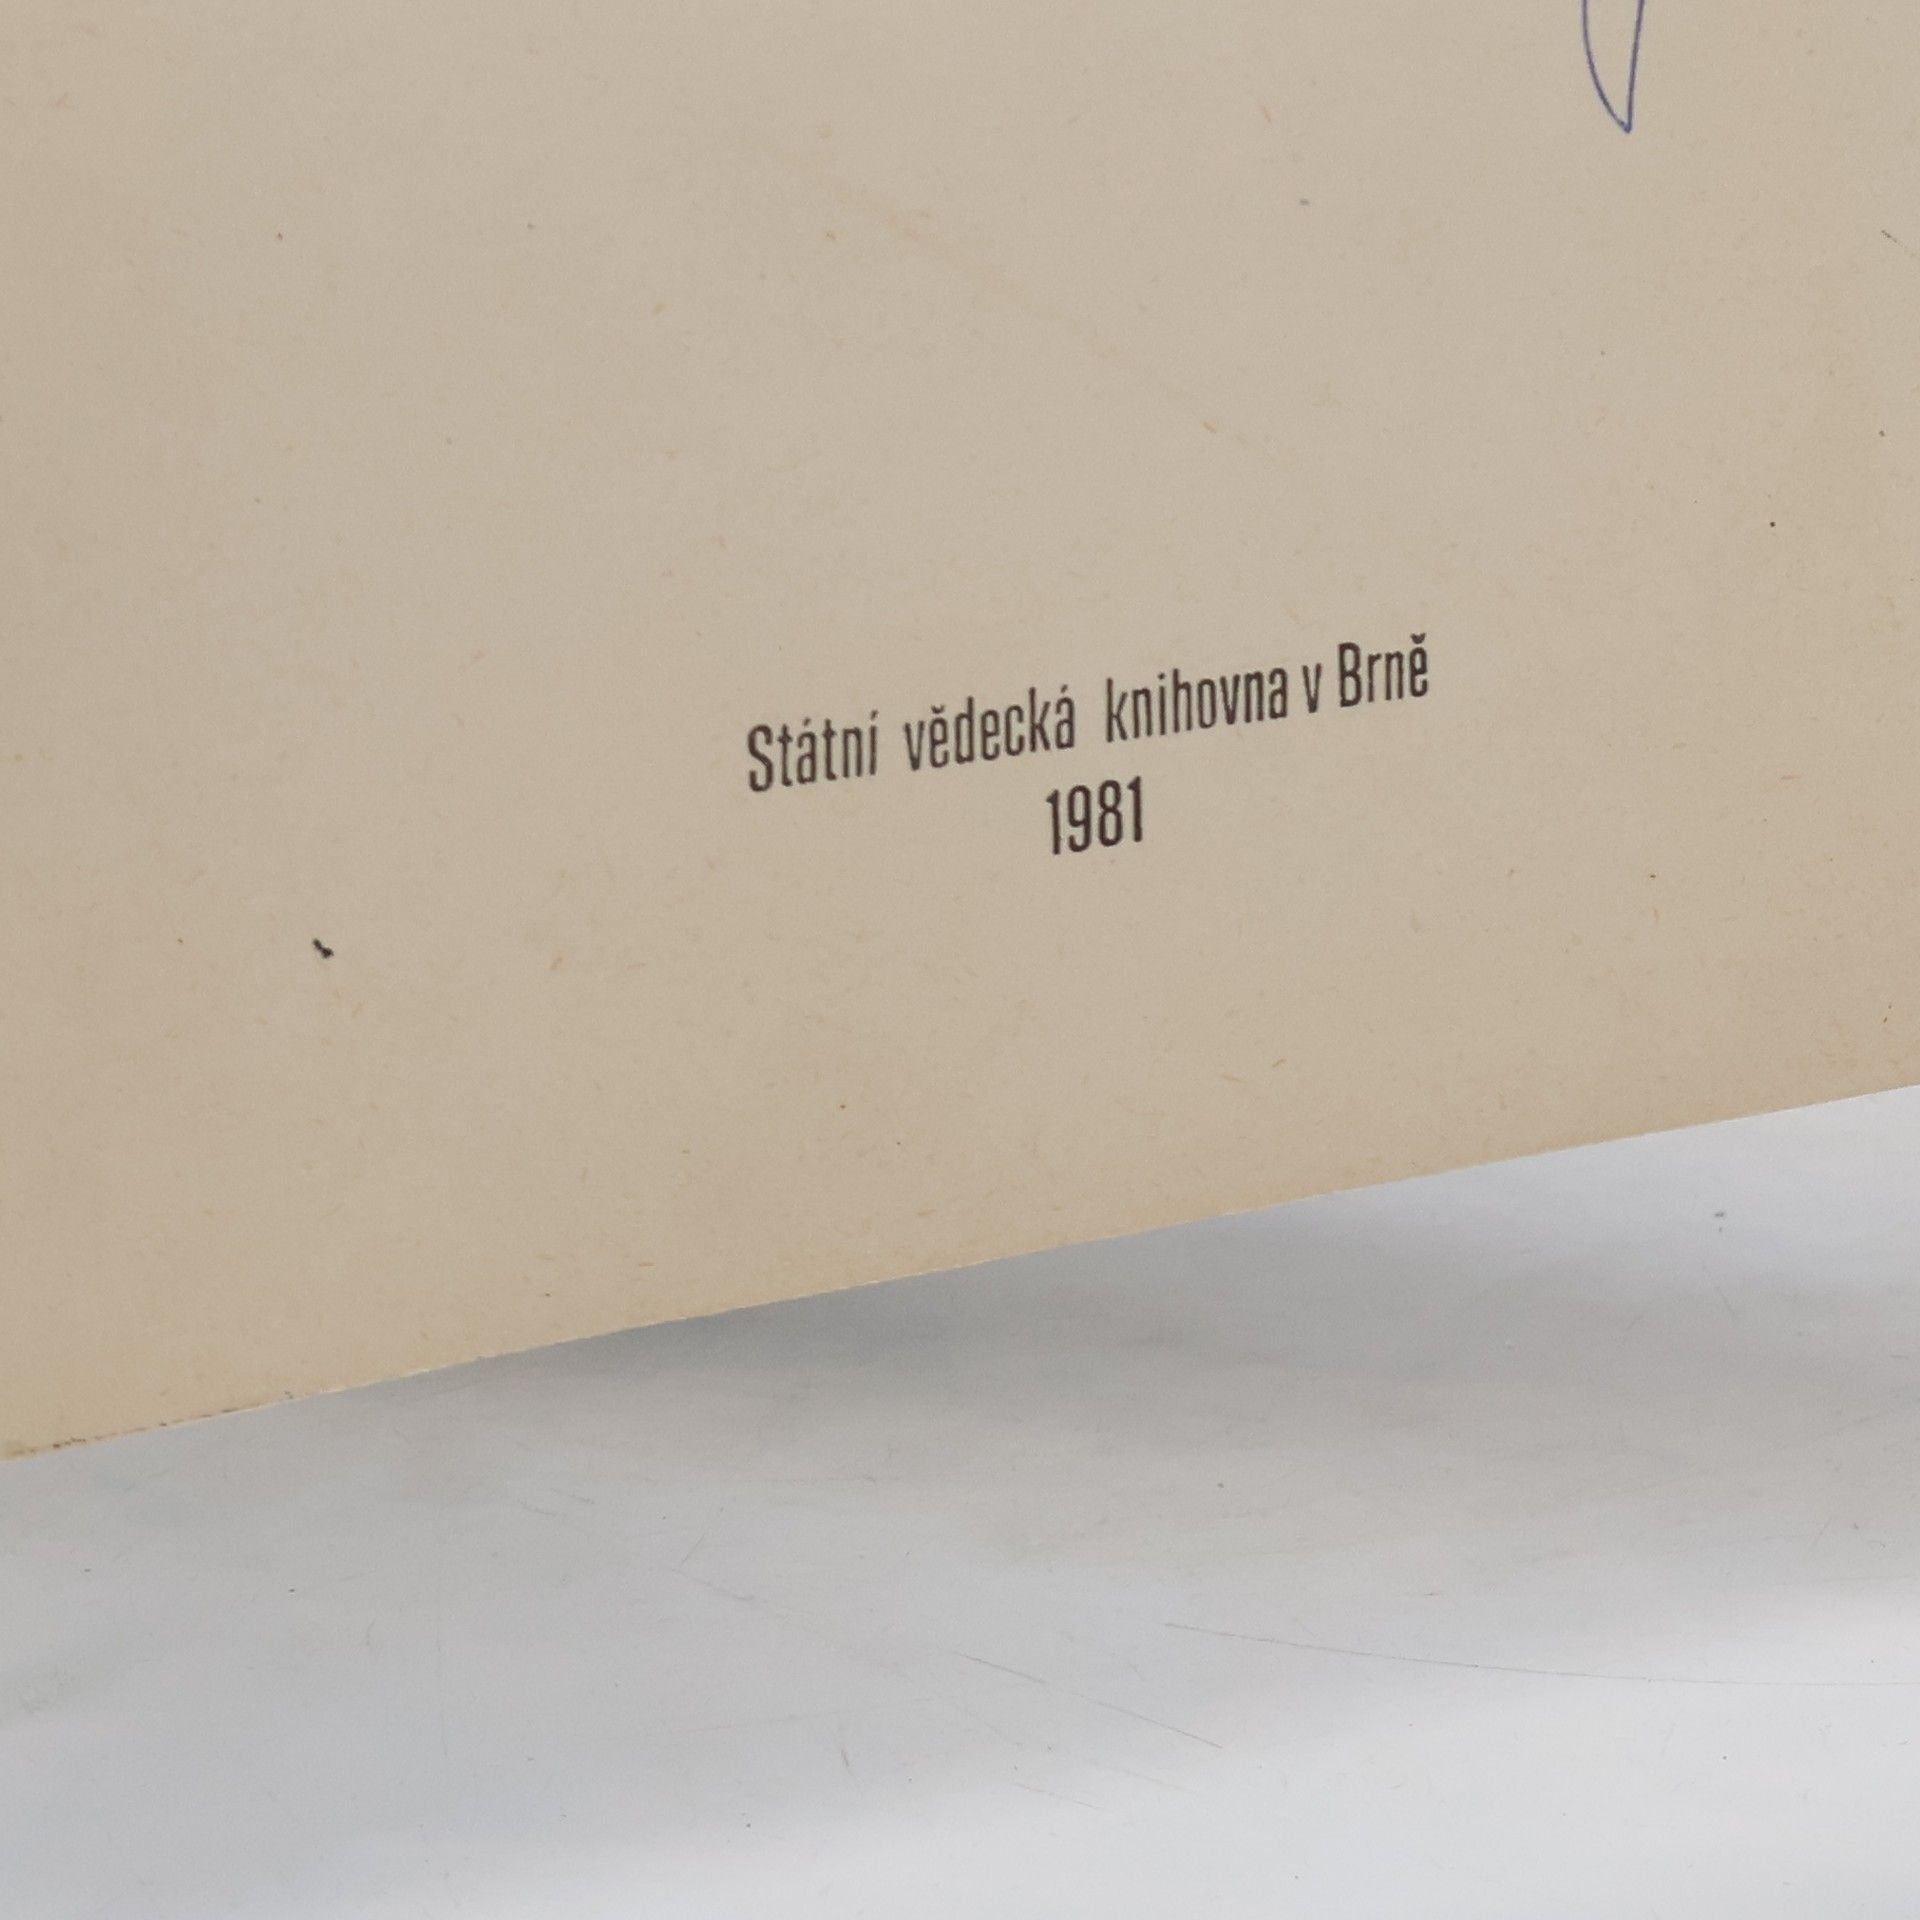 Státní vědecká knihovna v Brně
1981